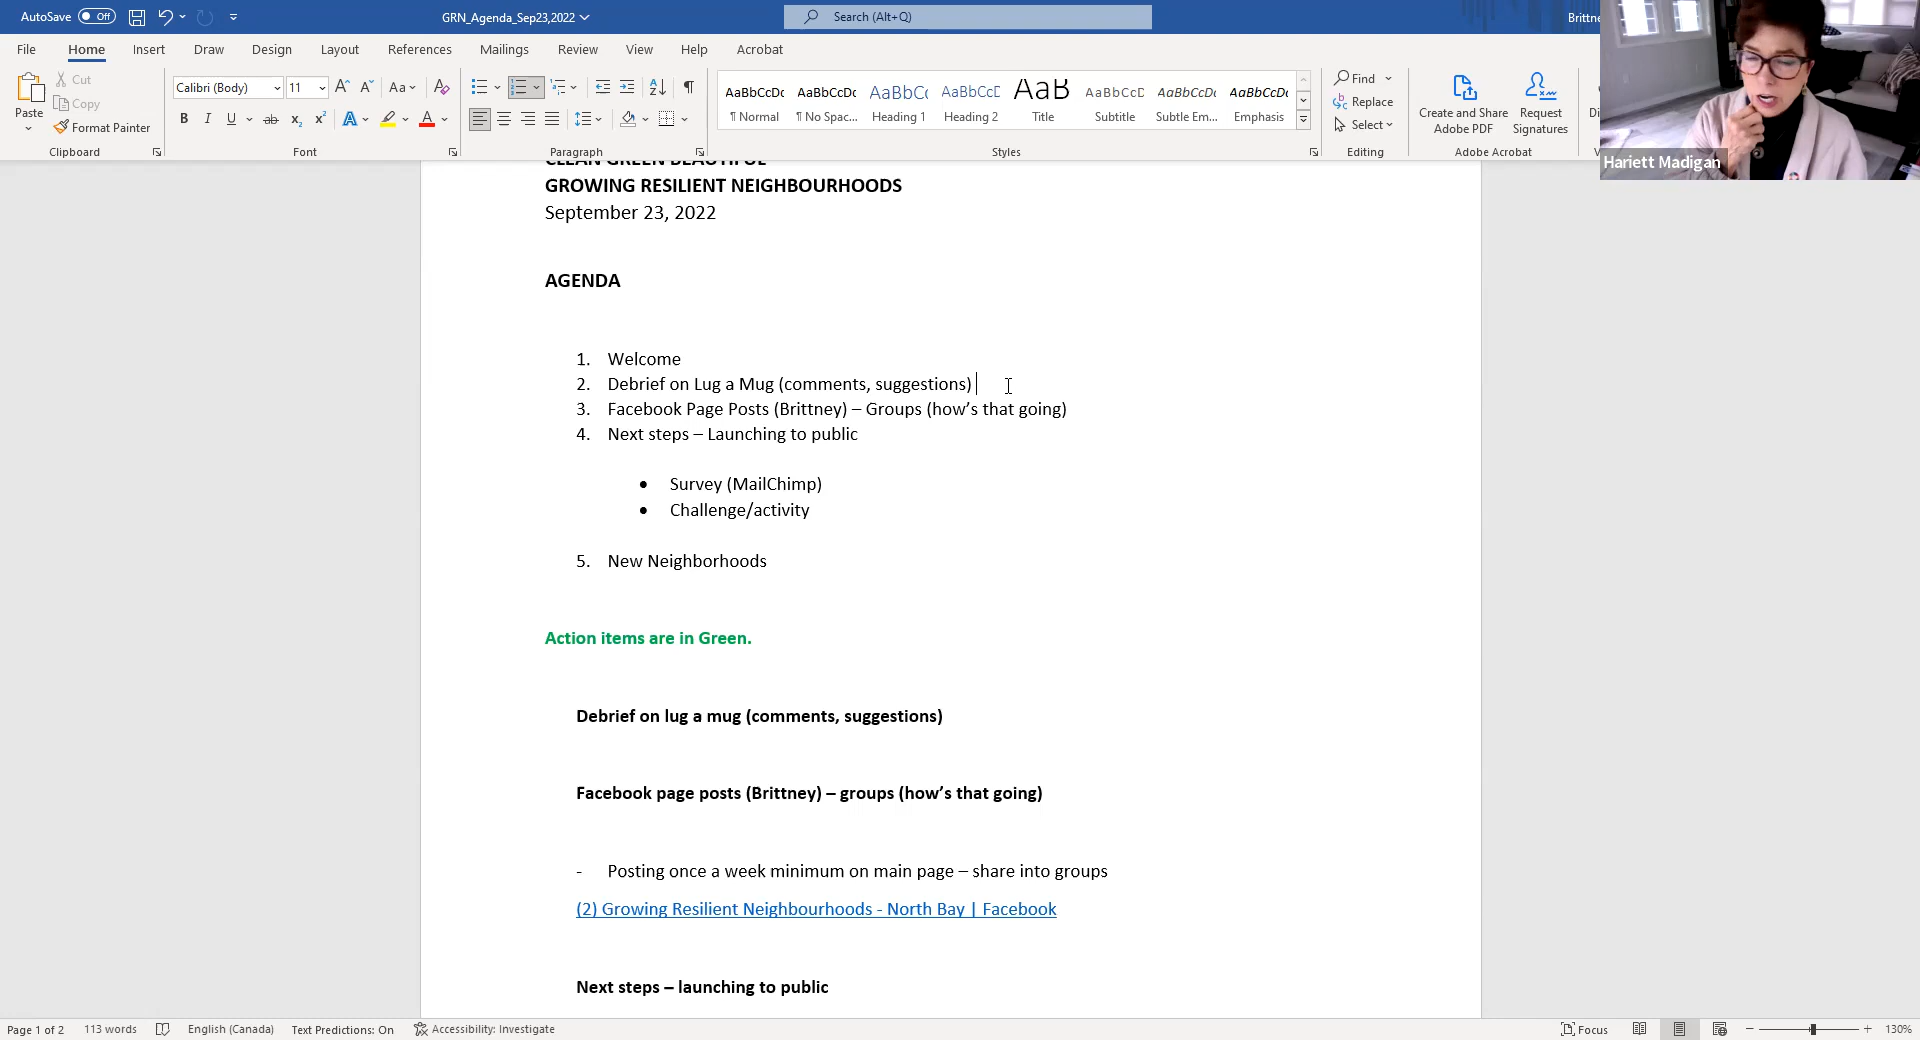 AutoSave Off
GRN_Agenda_Sep23,2022
Search (Alt+Q)
File Home Insert Draw Design Layout References Mailings Review View Help Acrobat
Paste
Cut
Copy
Format Painter
Clipboard
Calibri (Body) 11
Font
Paragraph
AaBbCcDc AaBbCcDc AaBbC AaBbCcD AaB AaBbCcD AaBbCcDc AaBbCcDc
¶ Normal ¶ No Spac... Heading 1 Heading 2 Title Subtitle Subtle Em... Emphasis
Styles
Find
Replace
Select
Editing
Create and Share
Adobe PDF
Request
Signatures
Adobe Acrobat
Hariett Madigan
CLEAN GREEN BEAUTIFUL
GROWING RESILIENT NEIGHBOURHOODS
September 23, 2022
AGENDA
1. Welcome
2. Debrief on Lug a Mug (comments, suggestions)
3. Facebook Page Posts (Brittney) – Groups (how’s that going)
4. Next steps – Launching to public
• Survey (MailChimp)
• Challenge/activity
5. New Neighborhoods
Action items are in Green.
Debrief on lug a mug (comments, suggestions)
Facebook page posts (Brittney) – groups (how’s that going)
- Posting once a week minimum on main page – share into groups
(2) Growing Resilient Neighbourhoods - North Bay | Facebook
Next steps – launching to public
Page 1 of 2 113 words English (Canada) Text Predictions: On Accessibility: Investigate
Focus 130%